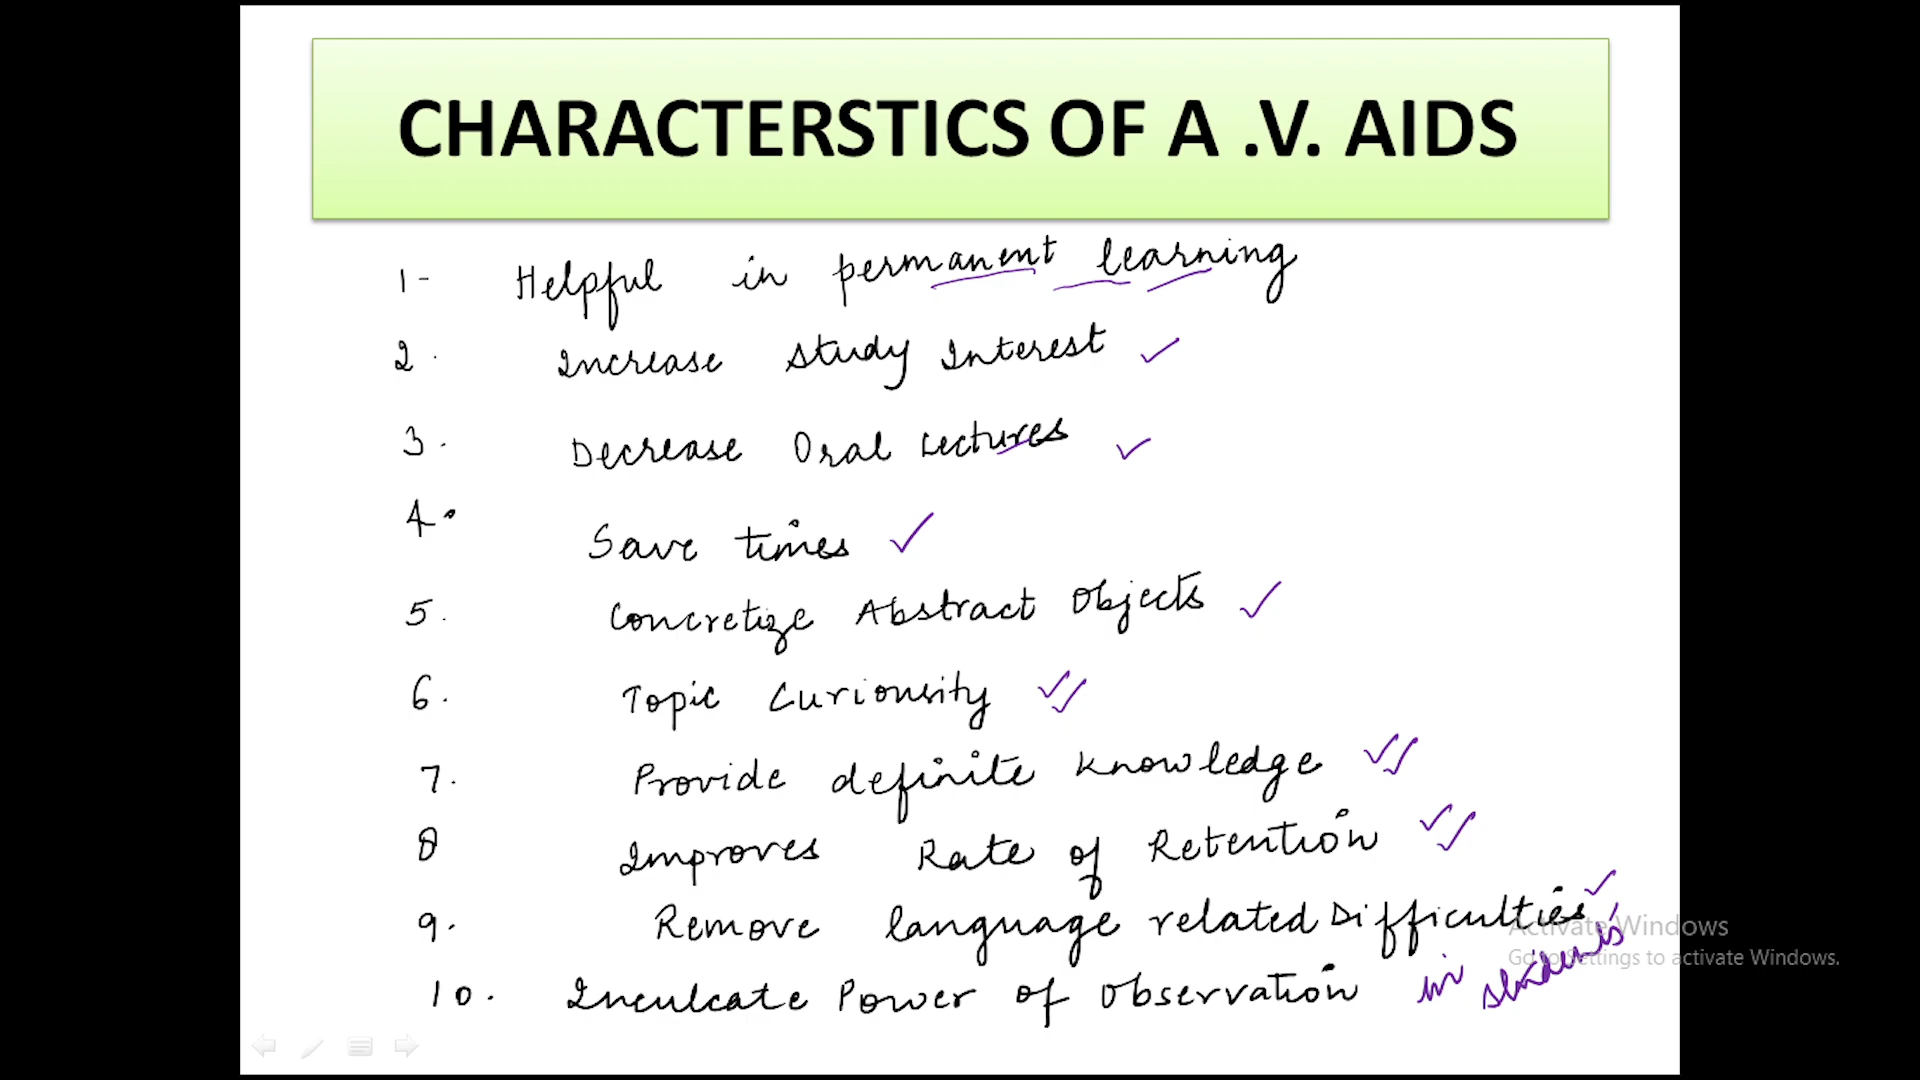 CHARACTERSTICS OF A .V. AIDS
1- Helpful in permanent learning
2. Increase Study Interest
3. Decrease Oral Lectures
4. Save times
5. Concretize Abstract Objects
6. Topic Curionsity
7. Provide definite Knowledge
8 Improves Rate of Retention
9. Remove language related Difficulties
10. Inculcate Power of Observation in students
Activate Windows
Go to Settings to activate Windows.